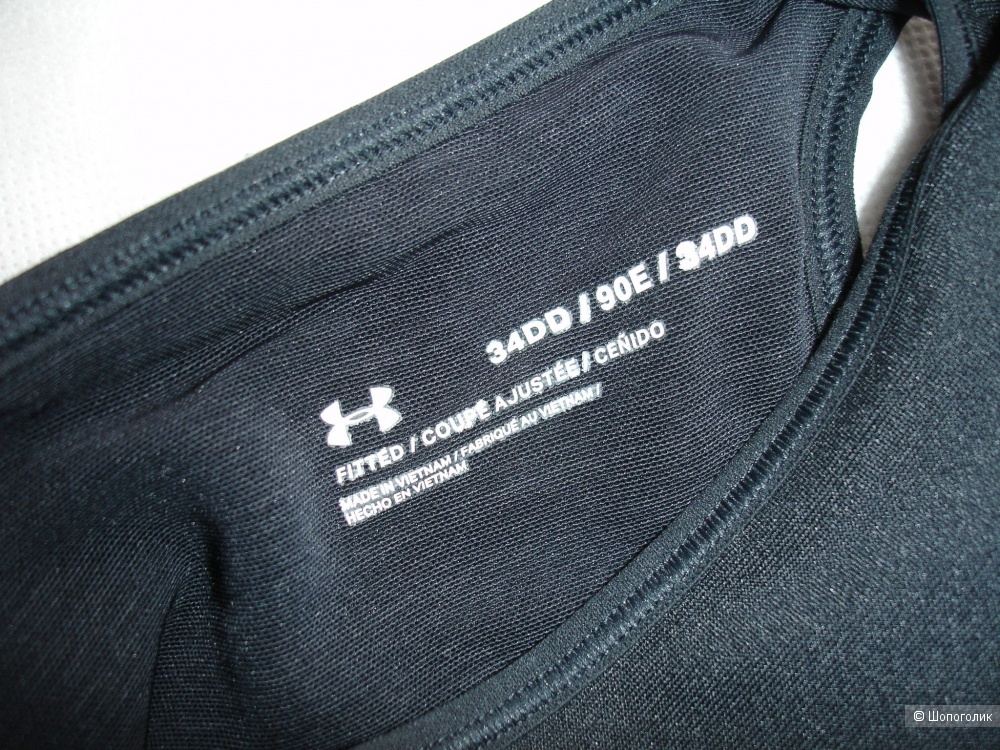 34DD / 90E / 34DD
FITTED / COUPE AJUSTÉE / CEÑIDO
MADE IN VIETNAM / FABRIQUÉ AU VIETNAM /
HECHO EN VIETNAM
© Шопоголик